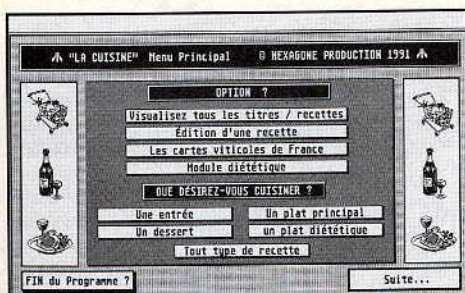 "LA CUISINE" Menu Principal © HEXAGONE PRODUCTION 1991
OPTION ?
Visualisez tous les titres / recettes
Édition d'une recette
Les cartes viticoles de France
Module diététique
QUE DÉSIREZ-VOUS CUISINER ?
Une entrée Un plat principal
Un dessert un plat diététique
Tout type de recette
FIN du Programme ? Suite...